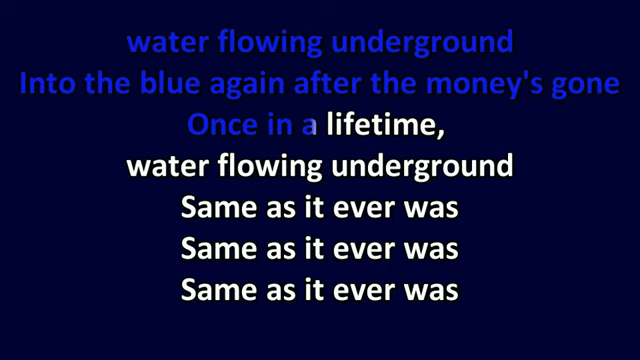 water flowing underground
Into the blue again after the money's gone
Once in a lifetime,
water flowing underground
Same as it ever was
Same as it ever was
Same as it ever was